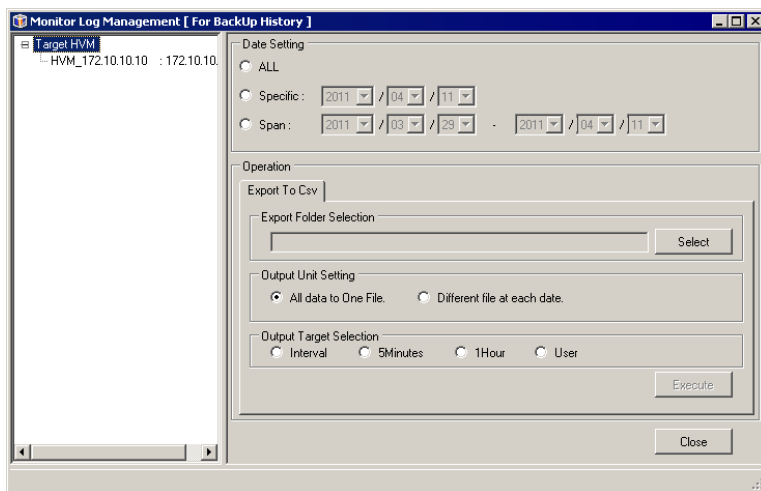 Monitor Log Management [ For BackUp History ]
Target HVM
HVM_172.10.10.10 : 172.10.10.
Date Setting
ALL
Specific : 2011 / 04 / 11
Span : 2011 / 03 / 29 - 2011 / 04 / 11
Operation
Export To Csv
Export Folder Selection
Select
Output Unit Setting
All data to One File. Different file at each date.
Output Target Selection
Interval 5Minutes 1Hour User
Execute
Close